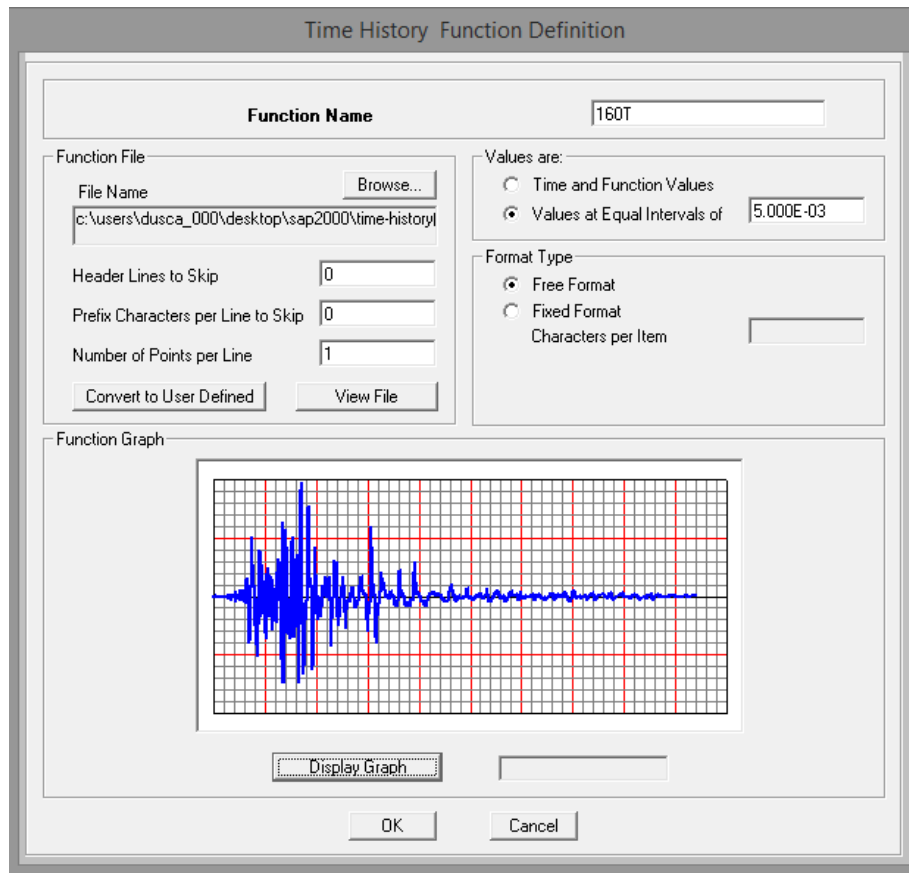 Time History Function Definition
Function Name
160T
Function File
File Name
Browse...
c:\users\dusca_000\desktop\sap2000\time-history\
Header Lines to Skip
0
Prefix Characters per Line to Skip
0
Number of Points per Line
1
Convert to User Defined
View File
Values are:
Time and Function Values
Values at Equal Intervals of
5.000E-03
Format Type
Free Format
Fixed Format
Characters per Item
Function Graph
Display Graph
OK
Cancel